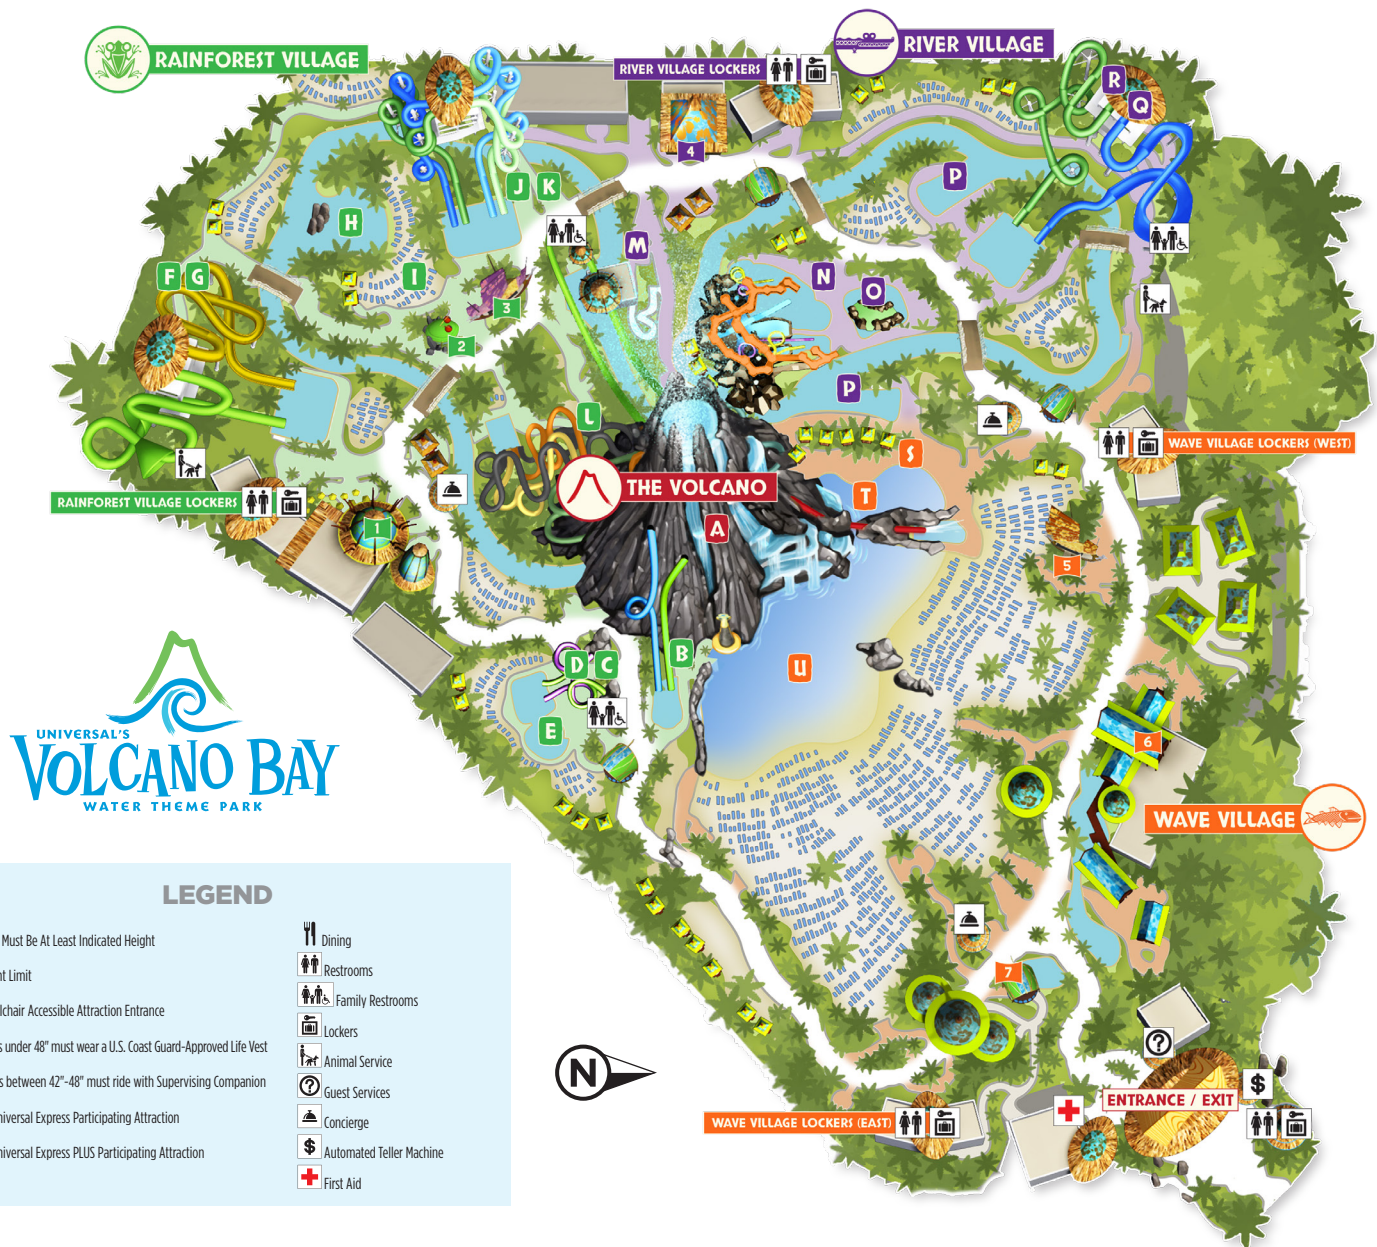 RAINFOREST VILLAGE
RIVER VILLAGE
RIVER VILLAGE LOCKERS
R
Q
4
P
J K
H
M
F G
I
N
O
3
2
P
L
S
WAVE VILLAGE LOCKERS (WEST)
THE VOLCANO
T
RAINFOREST VILLAGE LOCKERS
1
A
5
B
D C
U
E
6
UNIVERSAL'S
VOLCANO BAY
WATER THEME PARK
WAVE VILLAGE
7
N
ENTRANCE / EXIT
$
WAVE VILLAGE LOCKERS (EAST)
LEGEND
Must Be At Least Indicated Height
Limit
Accessible Attraction Entrance
under 48" must wear a U.S. Coast Guard-Approved Life Vest
between 42"-48" must ride with Supervising Companion
Express Participating Attraction
Express PLUS Participating Attraction
Dining
Restrooms
Family Restrooms
Lockers
Animal Service
? Guest Services
Concierge
$ Automated Teller Machine
First Aid